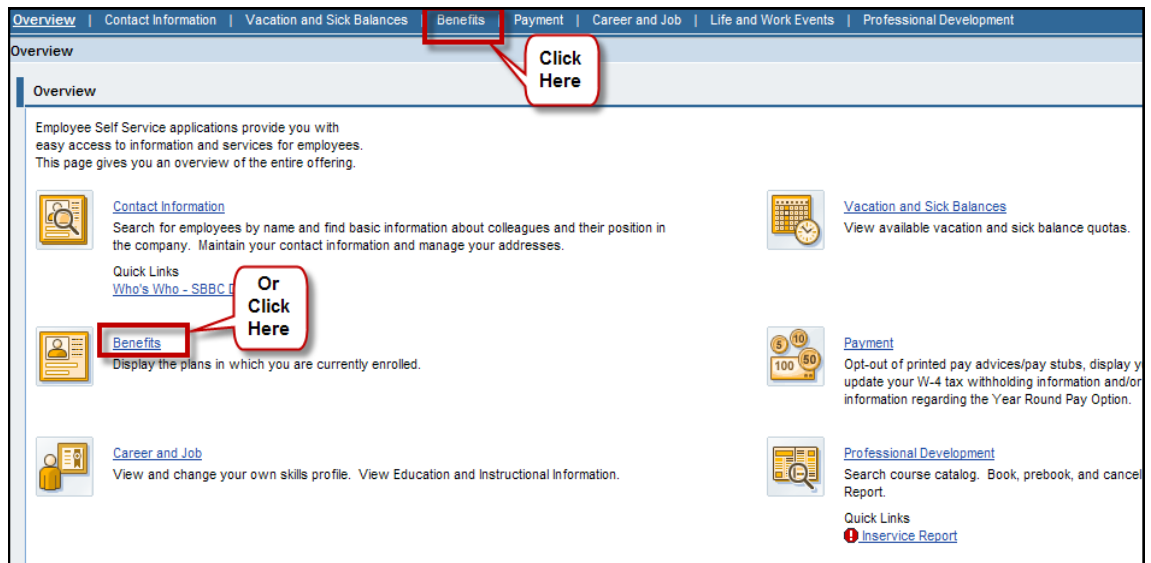 Overview | Contact Information | Vacation and Sick Balances | Benefits | Payment | Career and Job | Life and Work Events | Professional Development
Overview
Click
Here
Overview
Employee Self Service applications provide you with
easy access to information and services for employees.
This page gives you an overview of the entire offering.
Contact Information
Search for employees by name and find basic information about colleagues and their position in
the company. Maintain your contact information and manage your addresses.
Quick Links
Who's Who - SBBC
Or
Click
Here
Vacation and Sick Balances
View available vacation and sick balance quotas.
Benefits
Display the plans in which you are currently enrolled.
5 10
100 50
Payment
Opt-out of printed pay advices/pay stubs, display
update your W-4 tax withholding information and/or
information regarding the Year Round Pay Option.
Career and Job
View and change your own skills profile. View Education and Instructional Information.
Professional Development
Search course catalog. Book, prebook, and cancel
Report.
Quick Links
Inservice Report